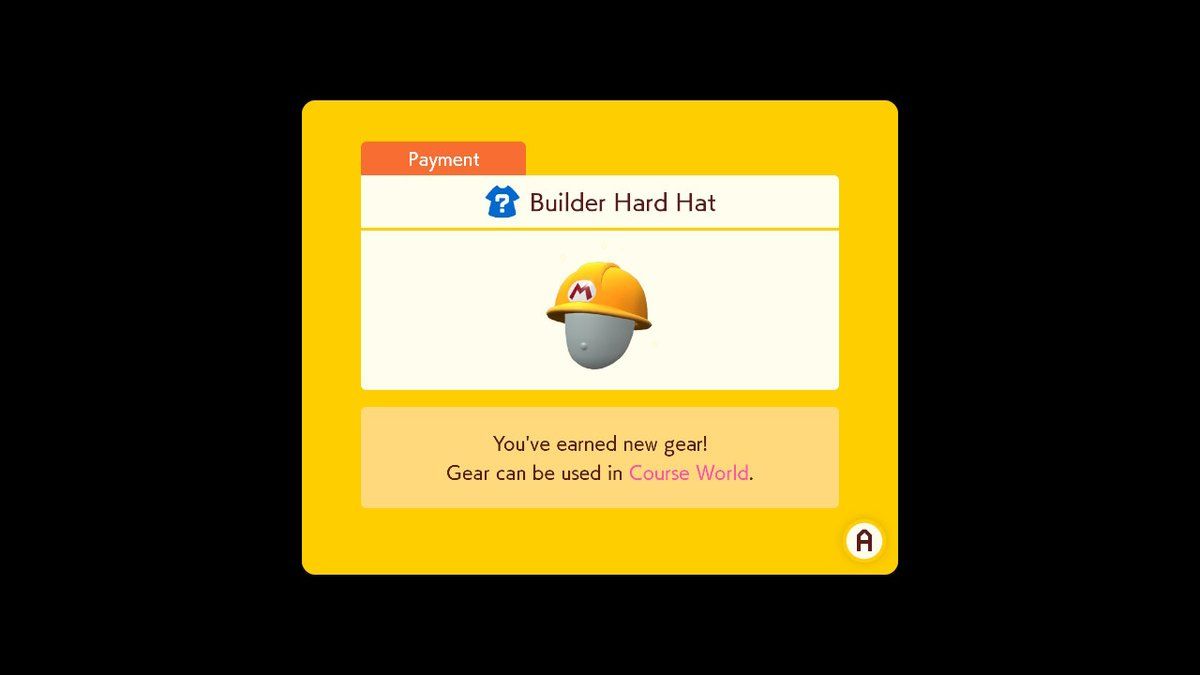 Payment
? Builder Hard Hat
M
You've earned new gear!
Gear can be used in Course World.
A